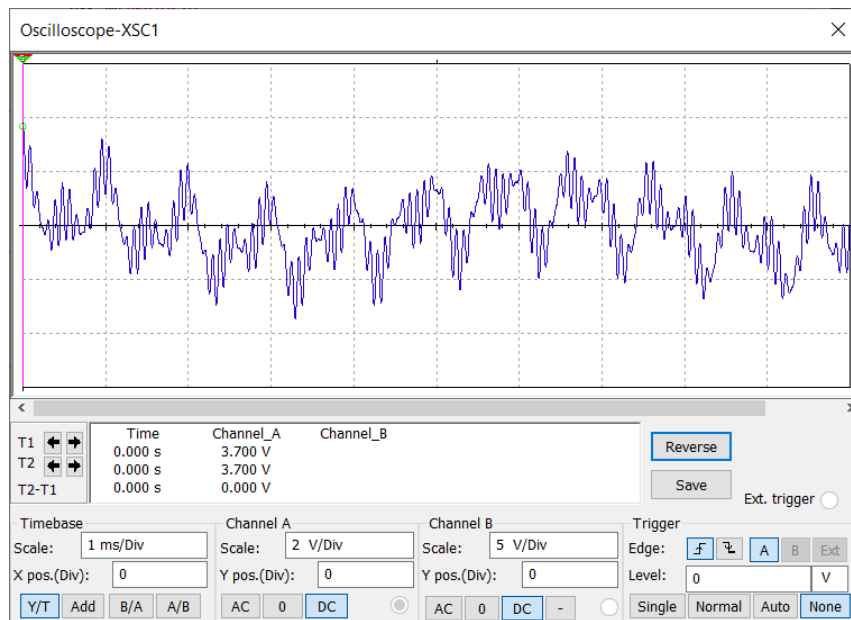 Oscilloscope-XSC1
T1
T2
T2-T1
Time Channel_A Channel_B
0.000 s 3.700 V
0.000 s 3.700 V
0.000 s 0.000 V
Reverse
Save
Ext. trigger
Timebase
Scale: 1 ms/Div
X pos.(Div): 0
Y/T Add B/A A/B
Channel A
Scale: 2 V/Div
Y pos.(Div): 0
AC 0 DC
Channel B
Scale: 5 V/Div
Y pos.(Div): 0
AC 0 DC -
Trigger
Edge: A B Ext
Level: 0 V
Single Normal Auto None